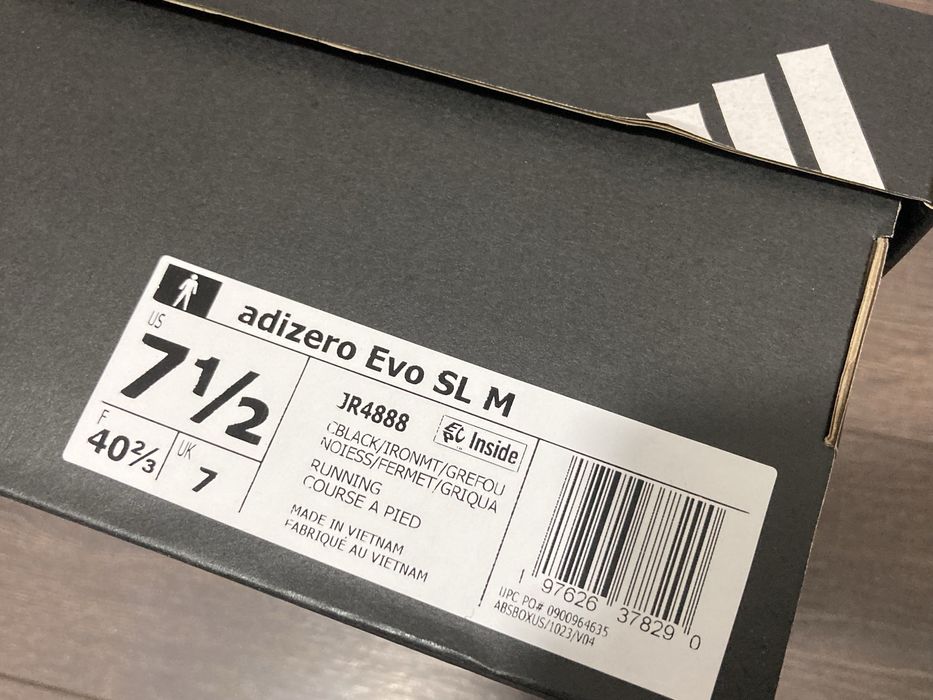 adizero Evo SL M
US
7½
F
40⅔
UK
7
JR4888
Inside
CBLACK/IRONMT/GREFOU
NOIESS/FERMET/GRIQUA
RUNNING
COURSE A PIED
MADE IN VIETNAM
FABRIQUÉ AU VIETNAM
1 97626 37829 0
UPC PO# 0900964635
ABSBOXUS/1023/V04